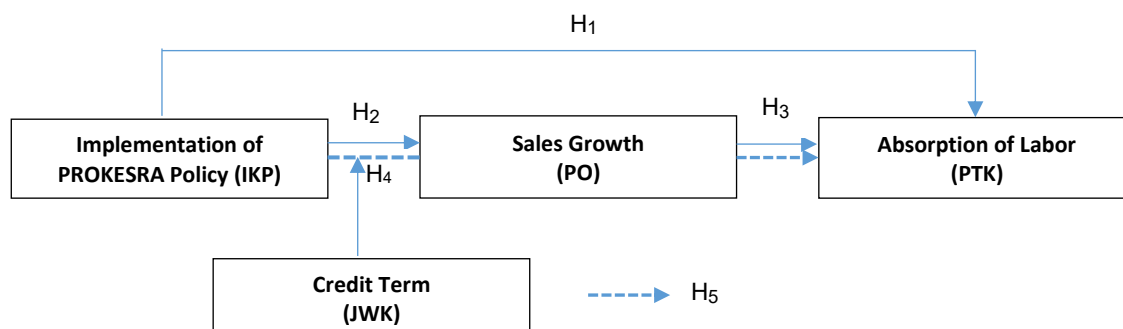 H1
H2
H3
Implementation of
PROKESRA Policy (IKP)
Sales Growth
(PO)
Absorption of Labor
(PTK)
H4
Credit Term
(JWK)
H5